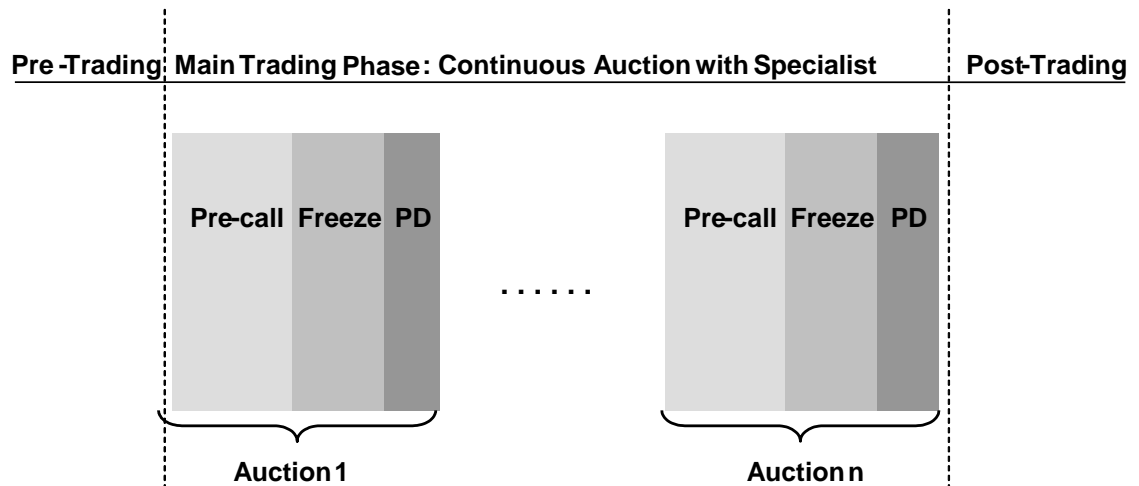 Pre-Trading Main Trading Phase: Continuous Auction with Specialist Post-Trading
Pre-call Freeze PD Pre-call Freeze PD
. . . . . .
Auction 1 Auction n